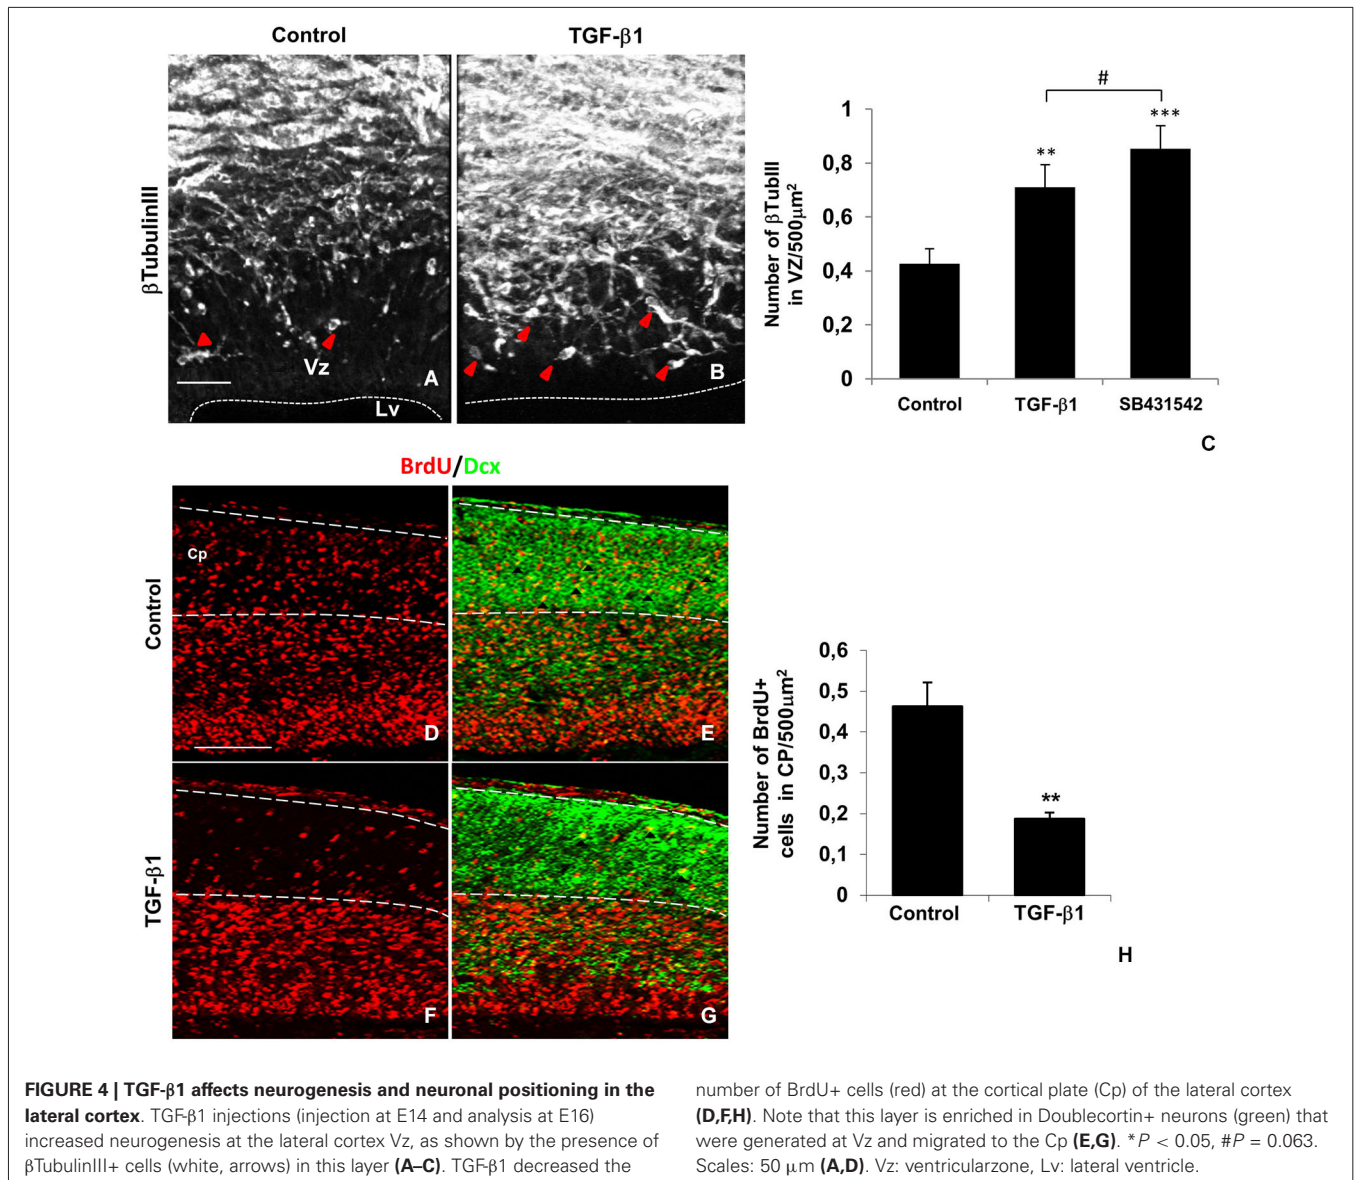 Control
TGF-β1
βTubulinIII
Vz
A
Lv
B
#
1
0,8
0,6
0,4
0,2
0
**
***
Number of βTubIII
in VZ/500μm²
Control
TGF-β1
SB431542
C
BrdU/Dcx
Control
Cp
D
E
TGF-β1
F
G
0,6
0,5
0,4
0,3
0,2
0,1
0
**
Number of BrdU+
cells in CP/500μm²
Control
TGF-β1
H
FIGURE 4 | TGF-β1 affects neurogenesis and neuronal positioning in the
lateral cortex. TGF-β1 injections (injection at E14 and analysis at E16)
increased neurogenesis at the lateral cortex Vz, as shown by the presence of
βTubulinIII+ cells (white, arrows) in this layer (A–C). TGF-β1 decreased the
number of BrdU+ cells (red) at the cortical plate (Cp) of the lateral cortex
(D,F,H). Note that this layer is enriched in Doublecortin+ neurons (green) that
were generated at Vz and migrated to the Cp (E,G). *P < 0.05, #P = 0.063.
Scales: 50 μm (A,D). Vz: ventricularzone, Lv: lateral ventricle.